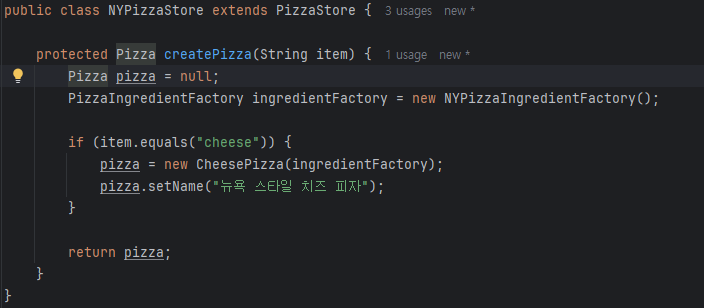 public class NYPizzaStore extends PizzaStore { 3 usages new *
protected Pizza createPizza(String item) { 1 usage new *
Pizza pizza = null;
PizzaIngredientFactory ingredientFactory = new NYPizzaIngredientFactory();
if (item.equals("cheese")) {
pizza = new CheesePizza(ingredientFactory);
pizza.setName("뉴욕 스타일 치즈 피자");
}
return pizza;
}
}